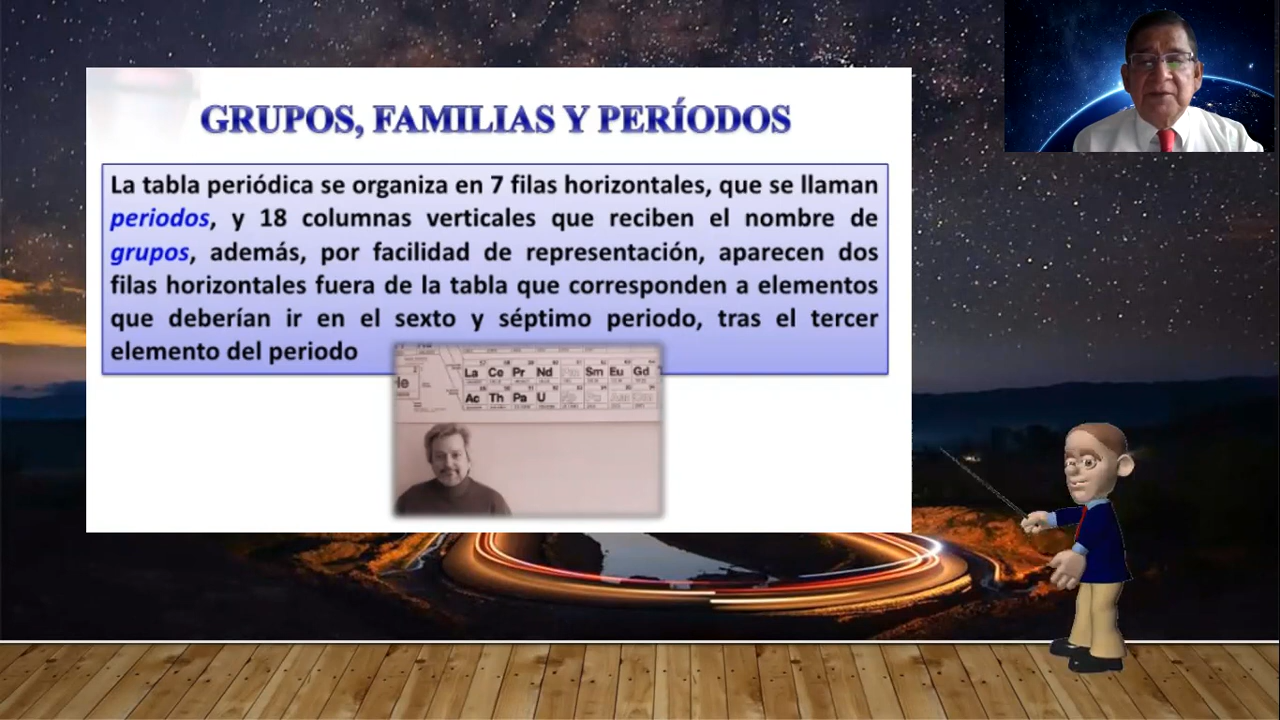 GRUPOS, FAMILIAS Y PERÍODOS
La tabla periódica se organiza en 7 filas horizontales, que se llaman
periodos, y 18 columnas verticales que reciben el nombre de
grupos, además, por facilidad de representación, aparecen dos
filas horizontales fuera de la tabla que corresponden a elementos
que deberían ir en el sexto y séptimo periodo, tras el tercer
elemento del periodo
La Ce Pr Nd Sm Eu Gd
He
Ac Th Pa U